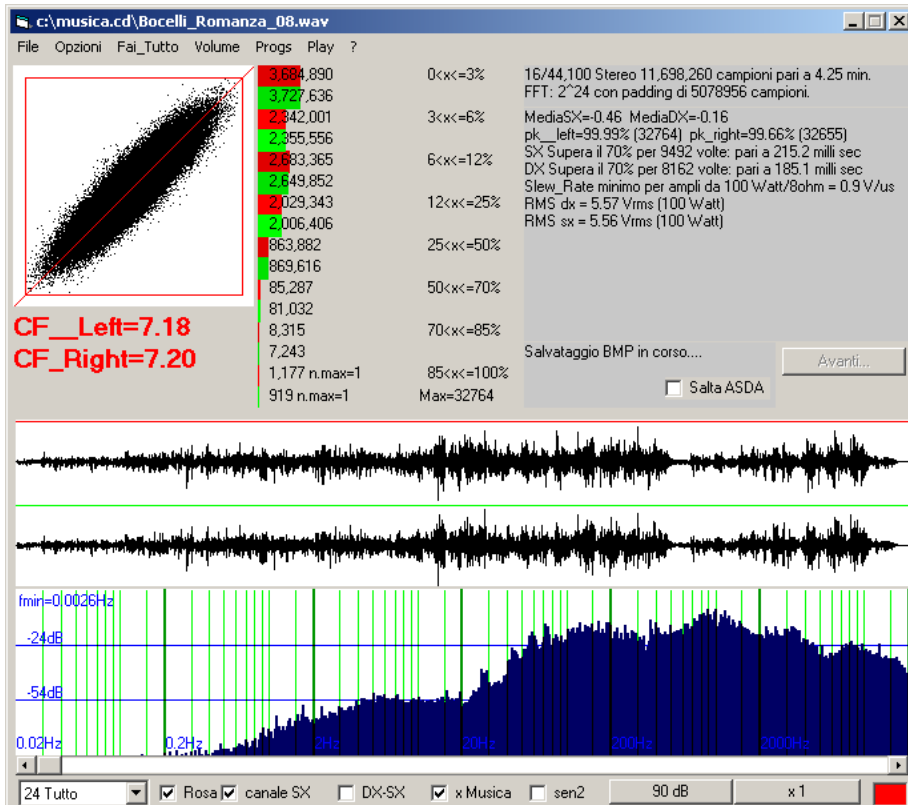 c:\musica.cd\Bocelli_Romanza_08.wav
File Opzioni Fai_Tutto Volume Progs Play ?
3,684,890 0<x<=3%
3,727,636
2,342,001 3<x<=6%
2,355,556
2,683,365 6<x<=12%
2,649,852
2,029,343 12<x<=25%
2,006,406
863,882 25<x<=50%
869,616
85,287 50<x<=70%
81,032
8,315 70<x<=85%
7,243
1,177 n.max=1 85<x<=100%
919 n.max=1 Max=32764
CF__Left=7.18
CF_Right=7.20
16/44,100 Stereo 11,698,260 campioni pari a 4.25 min.
FFT: 2^24 con padding di 5078956 campioni.
MediaSX=-0.46 MediaDX=-0.16
pk__left=99.99% (32764) pk_right=99.66% (32655)
SX Supera il 70% per 9492 volte: pari a 215.2 milli sec
DX Supera il 70% per 8162 volte: pari a 185.1 milli sec
Slew_Rate minimo per ampli da 100 Watt/8ohm = 0.9 V/us
RMS dx = 5.57 Vrms (100 Watt)
RMS sx = 5.56 Vrms (100 Watt)
Salvataggio BMP in corso....
Avanti...
Salta ASDA
fmin=0.0026Hz
-24dB
-54dB
0.02Hz 0.2Hz 2Hz 20Hz 200Hz 2000Hz
24 Tutto Rosa canale SX DX-SX x Musica sen2 90 dB x 1